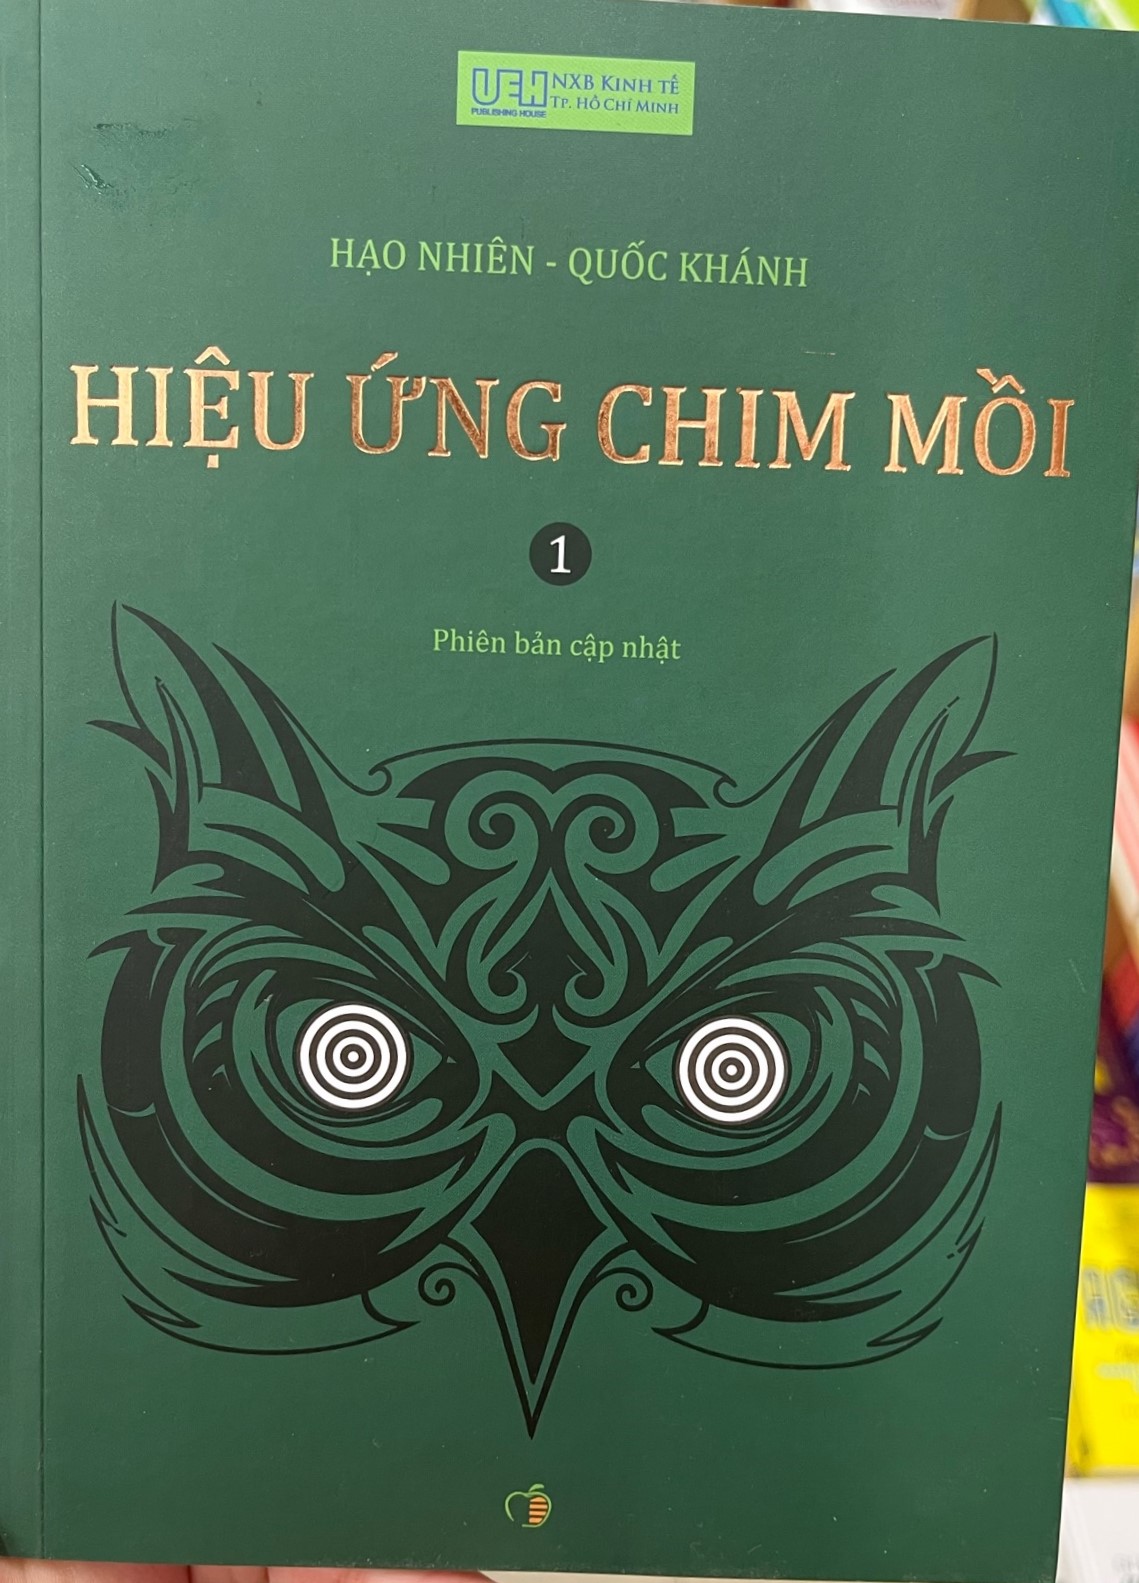 UEH
PUBLISHING HOUSE
NXB KINH TẾ
TP. HỒ CHÍ MINH
HẠO NHIÊN - QUỐC KHÁNH
HIỆU ỨNG CHIM MỒI
1
Phiên bản cập nhật